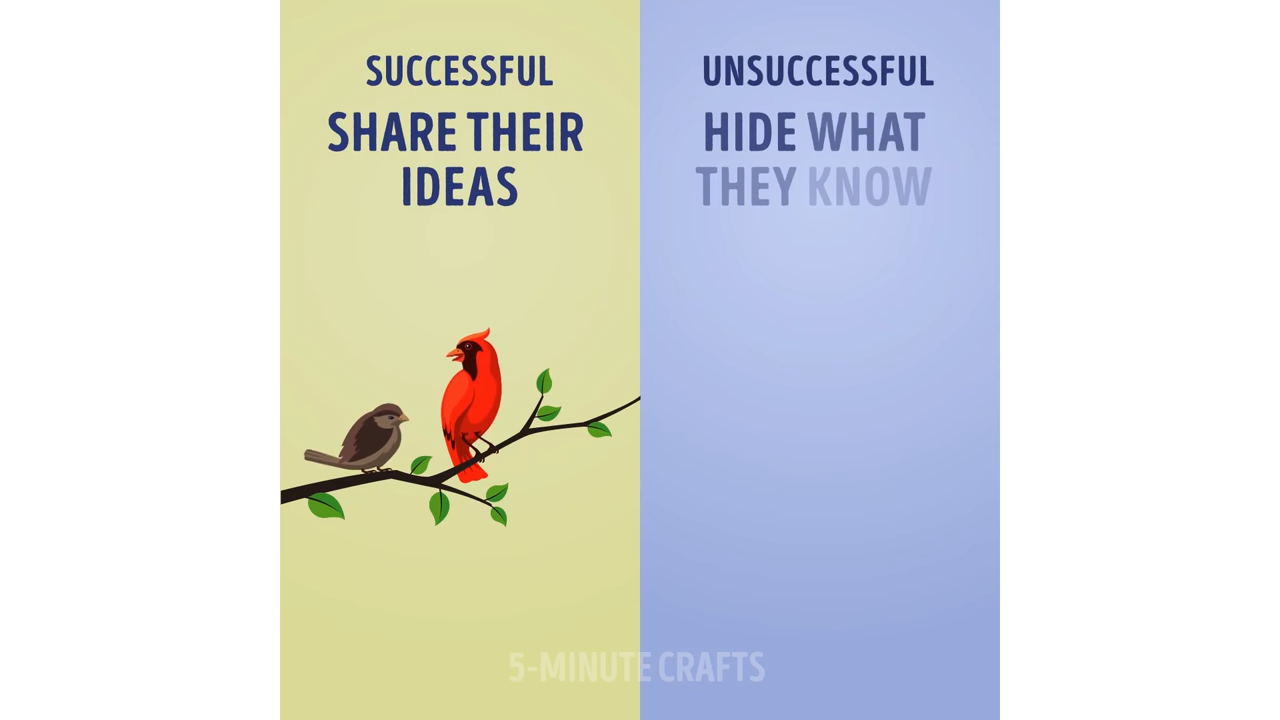 SUCCESSFUL
SHARE THEIR
IDEAS
UNSUCCESSFUL
HIDE WHAT
THEY KNOW
5-MINUTE CRAFTS